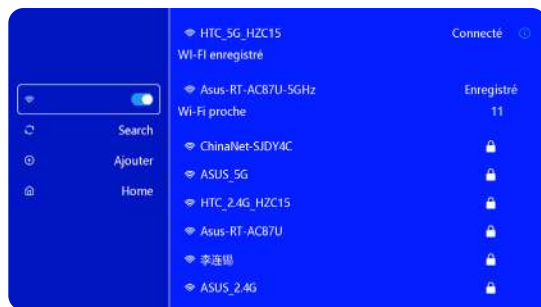 HTC_5G_HZC15 Connecté
WI-FI enregistré
Asus-RT-AC87U-5GHz Enregistré
Wi-Fi proche 11
Search
ChinaNet-SJDY4C
Ajouter
ASUS_5G
Home
HTC_2.4G_HZC15
Asus-RT-AC87U
李连锡
ASUS_2.4G